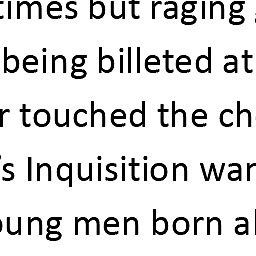 times but raging
being billeted at
r touched the ch
's Inquisition war
oung men born a